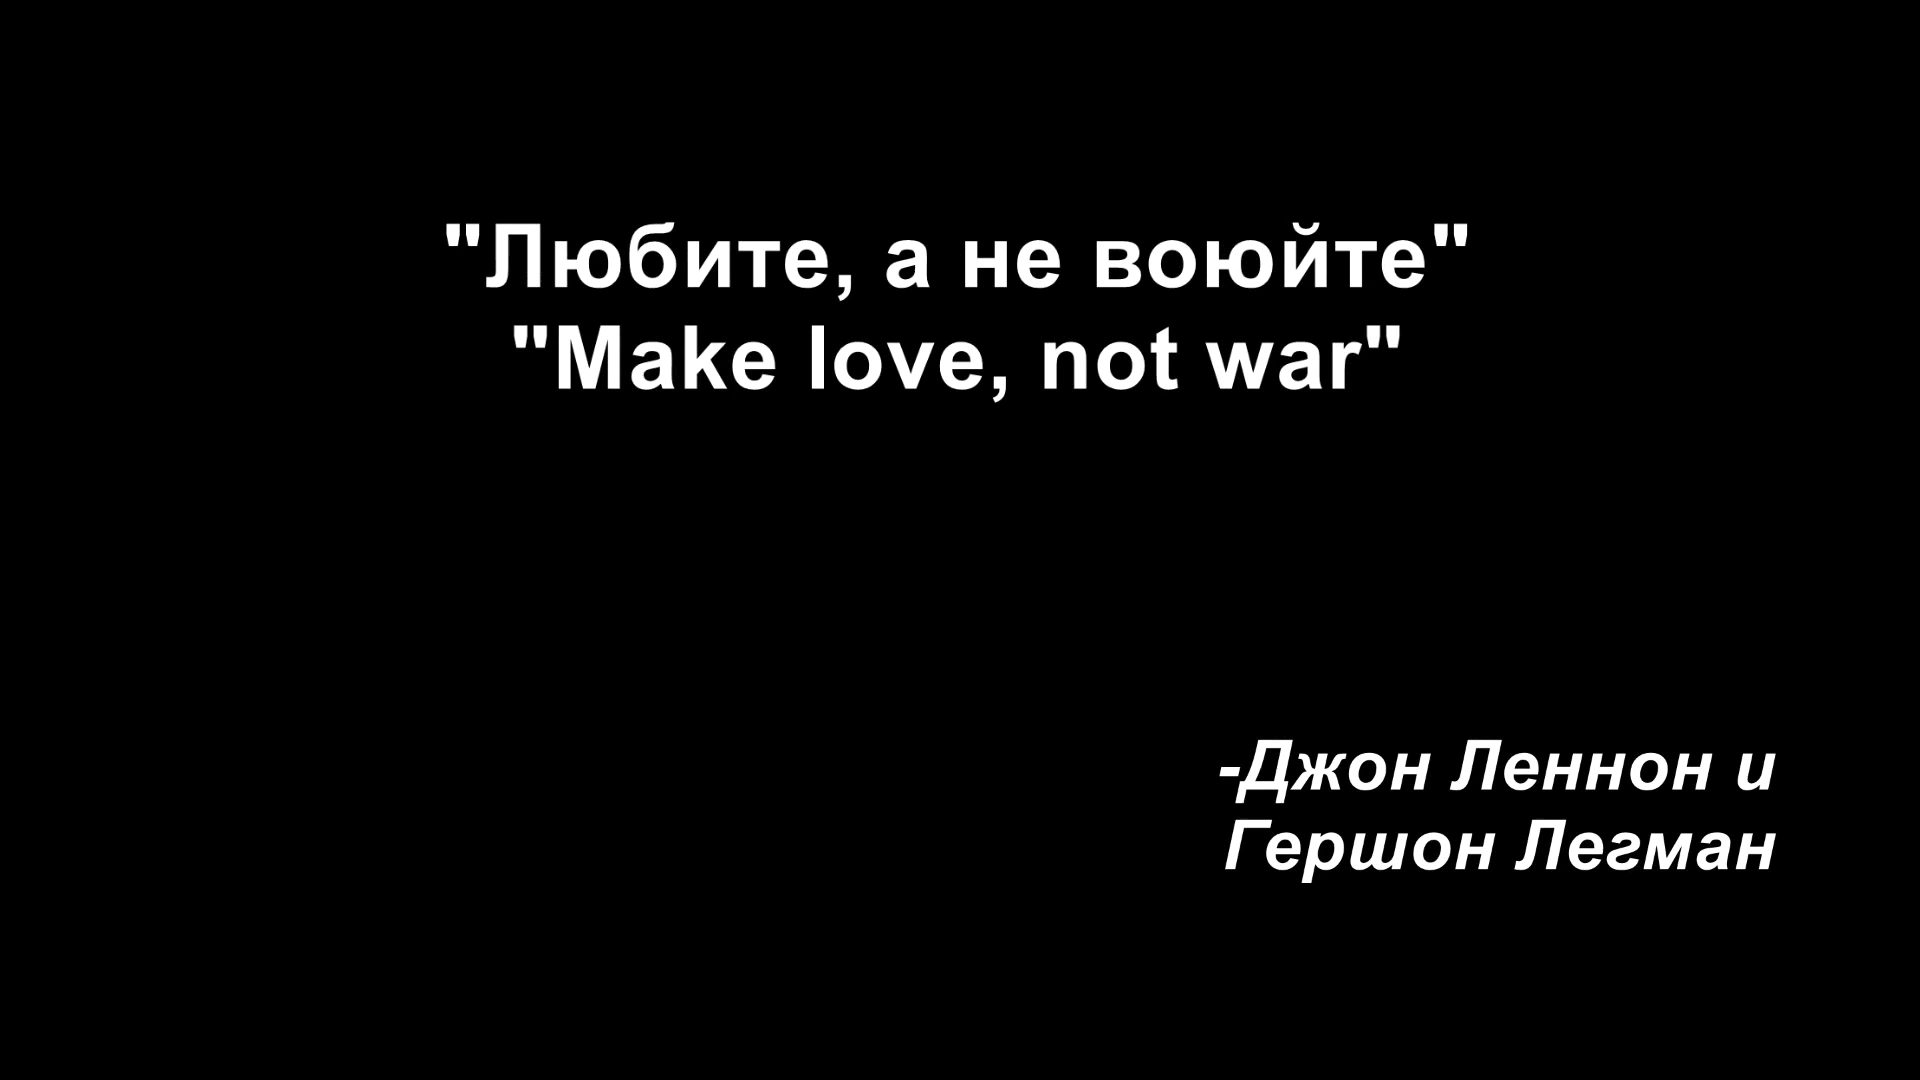 "Любите, а не воюйте"
"Make love, not war"
-Джон Леннон и
Гершон Легман